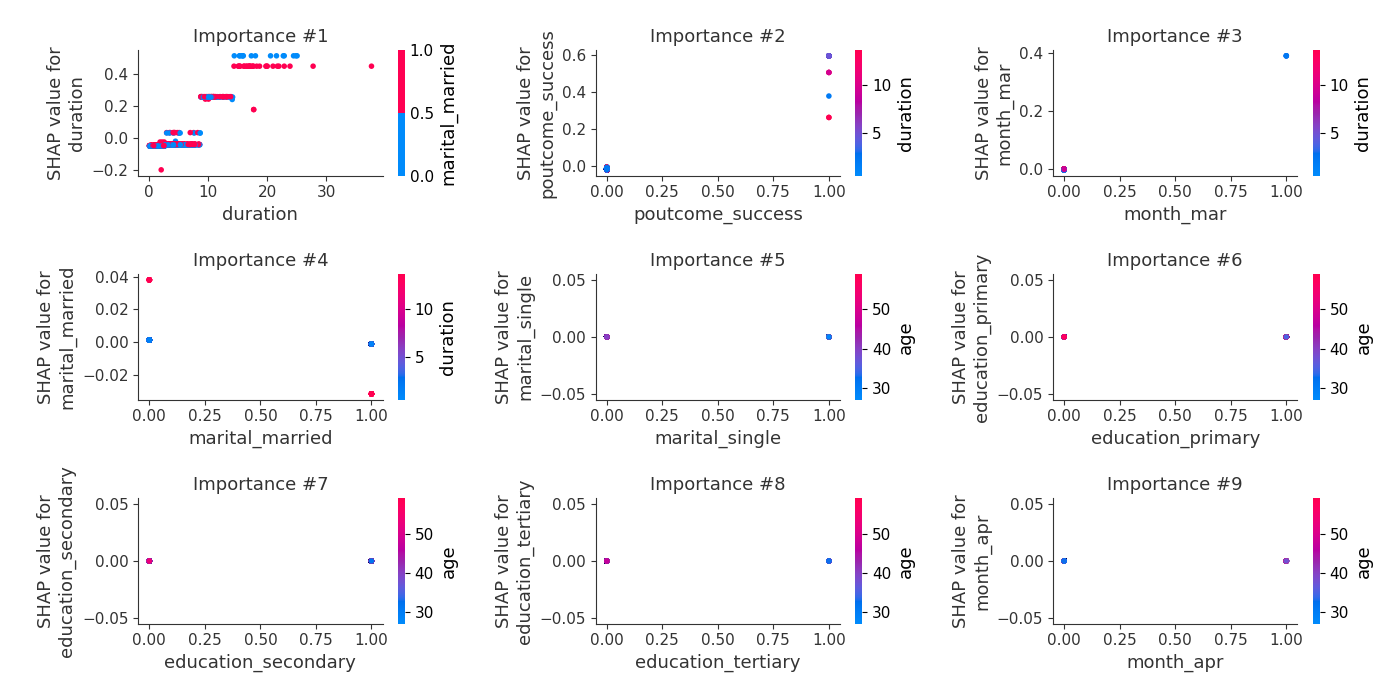 Importance #1
SHAP value for
duration
0.4
0.2
0.0
−0.2
0
10
20
30
duration
1.0
0.5
0.0
marital_married
Importance #2
SHAP value for
poutcome_success
0.6
0.4
0.2
0.0
0.00
0.25
0.50
0.75
1.00
poutcome_success
10
5
duration
Importance #3
SHAP value for
month_mar
0.4
0.2
0.0
0.00
0.25
0.50
0.75
1.00
month_mar
10
5
duration
Importance #4
SHAP value for
marital_married
0.04
0.02
0.00
−0.02
0.00
0.25
0.50
0.75
1.00
marital_married
10
5
duration
Importance #5
SHAP value for
marital_single
0.05
0.00
−0.05
0.00
0.25
0.50
0.75
1.00
marital_single
50
40
30
age
Importance #6
SHAP value for
education_primary
0.05
0.00
−0.05
0.00
0.25
0.50
0.75
1.00
education_primary
50
40
30
age
Importance #7
SHAP value for
education_secondary
0.05
0.00
−0.05
0.00
0.25
0.50
0.75
1.00
education_secondary
50
40
30
age
Importance #8
SHAP value for
education_tertiary
0.05
0.00
−0.05
0.00
0.25
0.50
0.75
1.00
education_tertiary
50
40
30
age
Importance #9
SHAP value for
month_apr
0.05
0.00
−0.05
0.00
0.25
0.50
0.75
1.00
month_apr
50
40
30
age